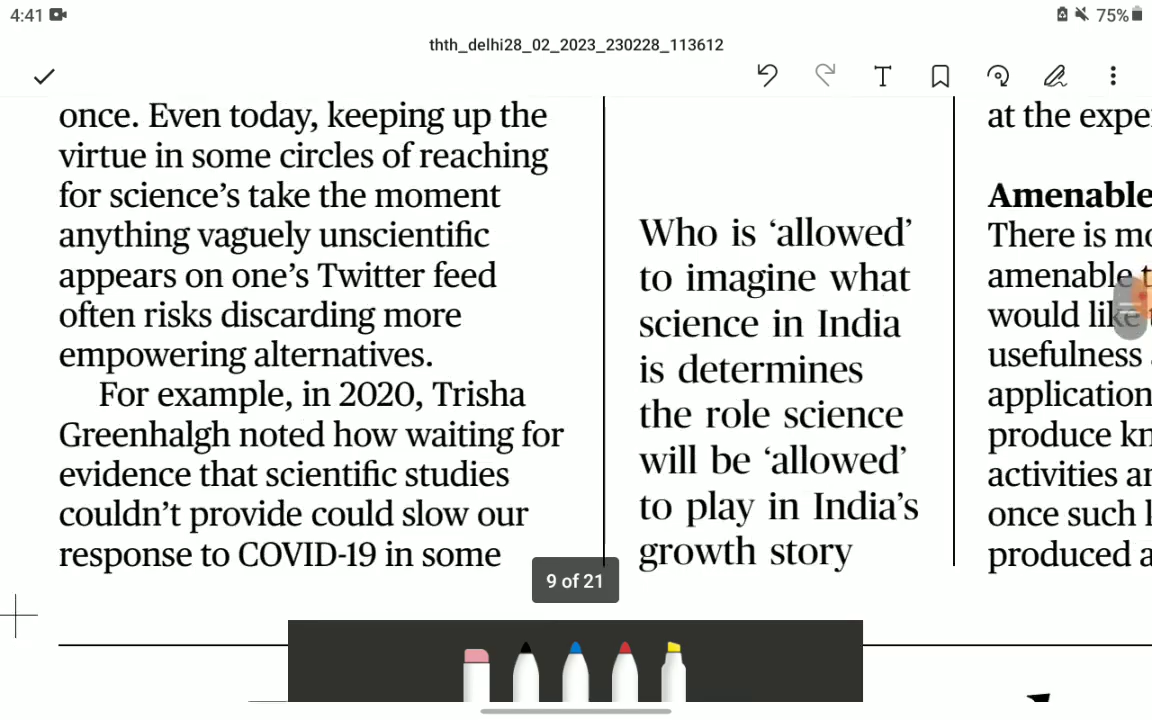 4:41
75%
thth_delhi28_02_2023_230228_113612
once. Even today, keeping up the
virtue in some circles of reaching
for science’s take the moment
anything vaguely unscientific
appears on one’s Twitter feed
often risks discarding more
empowering alternatives.
For example, in 2020, Trisha
Greenhalgh noted how waiting for
evidence that scientific studies
couldn’t provide could slow our
response to COVID-19 in some
Who is ‘allowed’
to imagine what
science in India
is determines
the role science
will be ‘allowed’
to play in India’s
growth story
at the
Amenable
There is
amenable
would like
usefulness
application
produce
activities
once such
produced
9 of 21